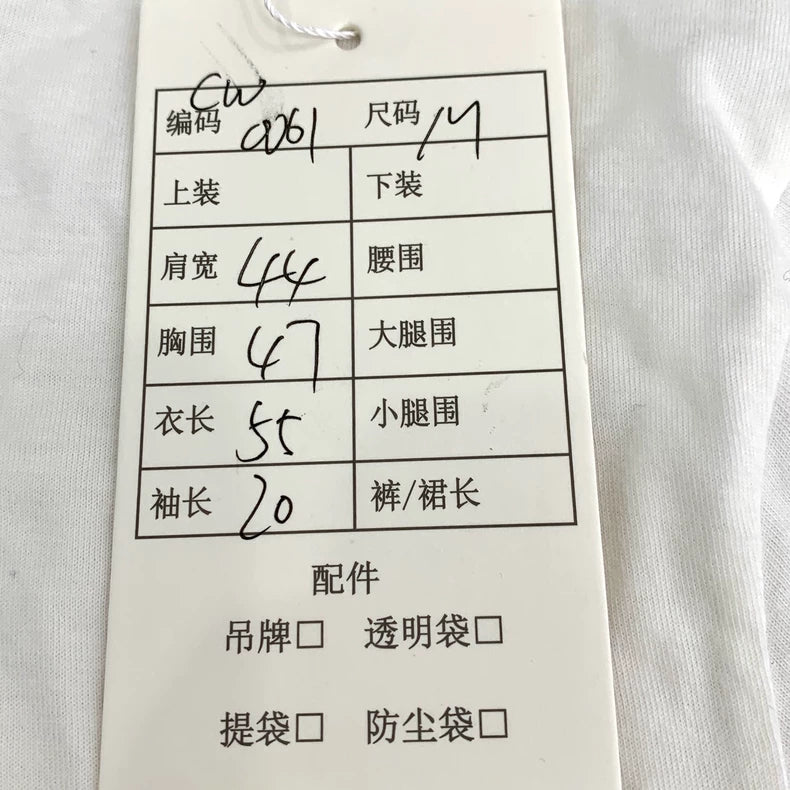 编码 CW 0061 尺码 M
上装 下装
肩宽 44 腰围
胸围 47 大腿围
衣长 55 小腿围
袖长 20 裤/裙长
配件
吊牌□ 透明袋□
提袋□ 防尘袋□